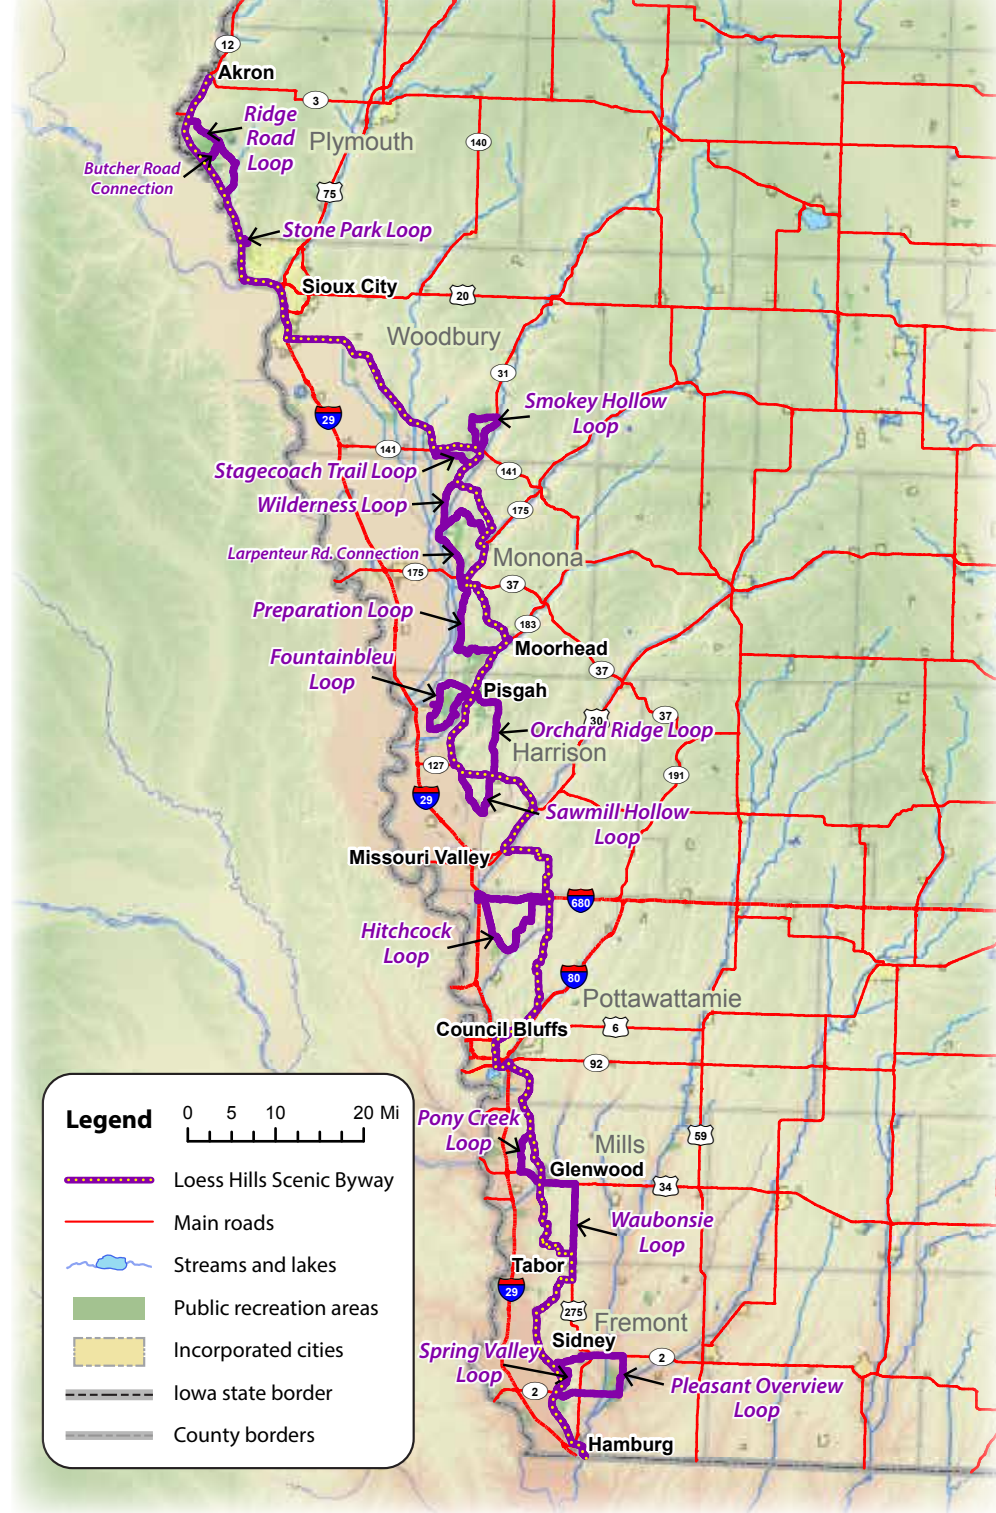 12
Akron
3
Ridge
Road
Loop
Plymouth
140
Butcher Road
Connection
75
Stone Park Loop
Sioux City
20
Woodbury
31
Smokey Hollow
Loop
29
141
Stagecoach Trail Loop
141
Wilderness Loop
175
Larpenteur Rd. Connection
Monona
175
37
Preparation Loop
183
Moorhead
Fountainbleu
Loop
37
Pisgah
30
37
Orchard Ridge Loop
Harrison
127
191
29
Sawmill Hollow
Loop
Missouri Valley
680
Hitchcock
Loop
80
Pottawattamie
Council Bluffs
6
92
Pony Creek
Loop
59
Mills
Glenwood
34
Waubonsie
Loop
Tabor
29
275
Fremont
Sidney
Spring Valley
Loop
2
2
Pleasant Overview
Loop
Hamburg
Legend
0 5 10 20 Mi
Loess Hills Scenic Byway
Main roads
Streams and lakes
Public recreation areas
Incorporated cities
Iowa state border
County borders